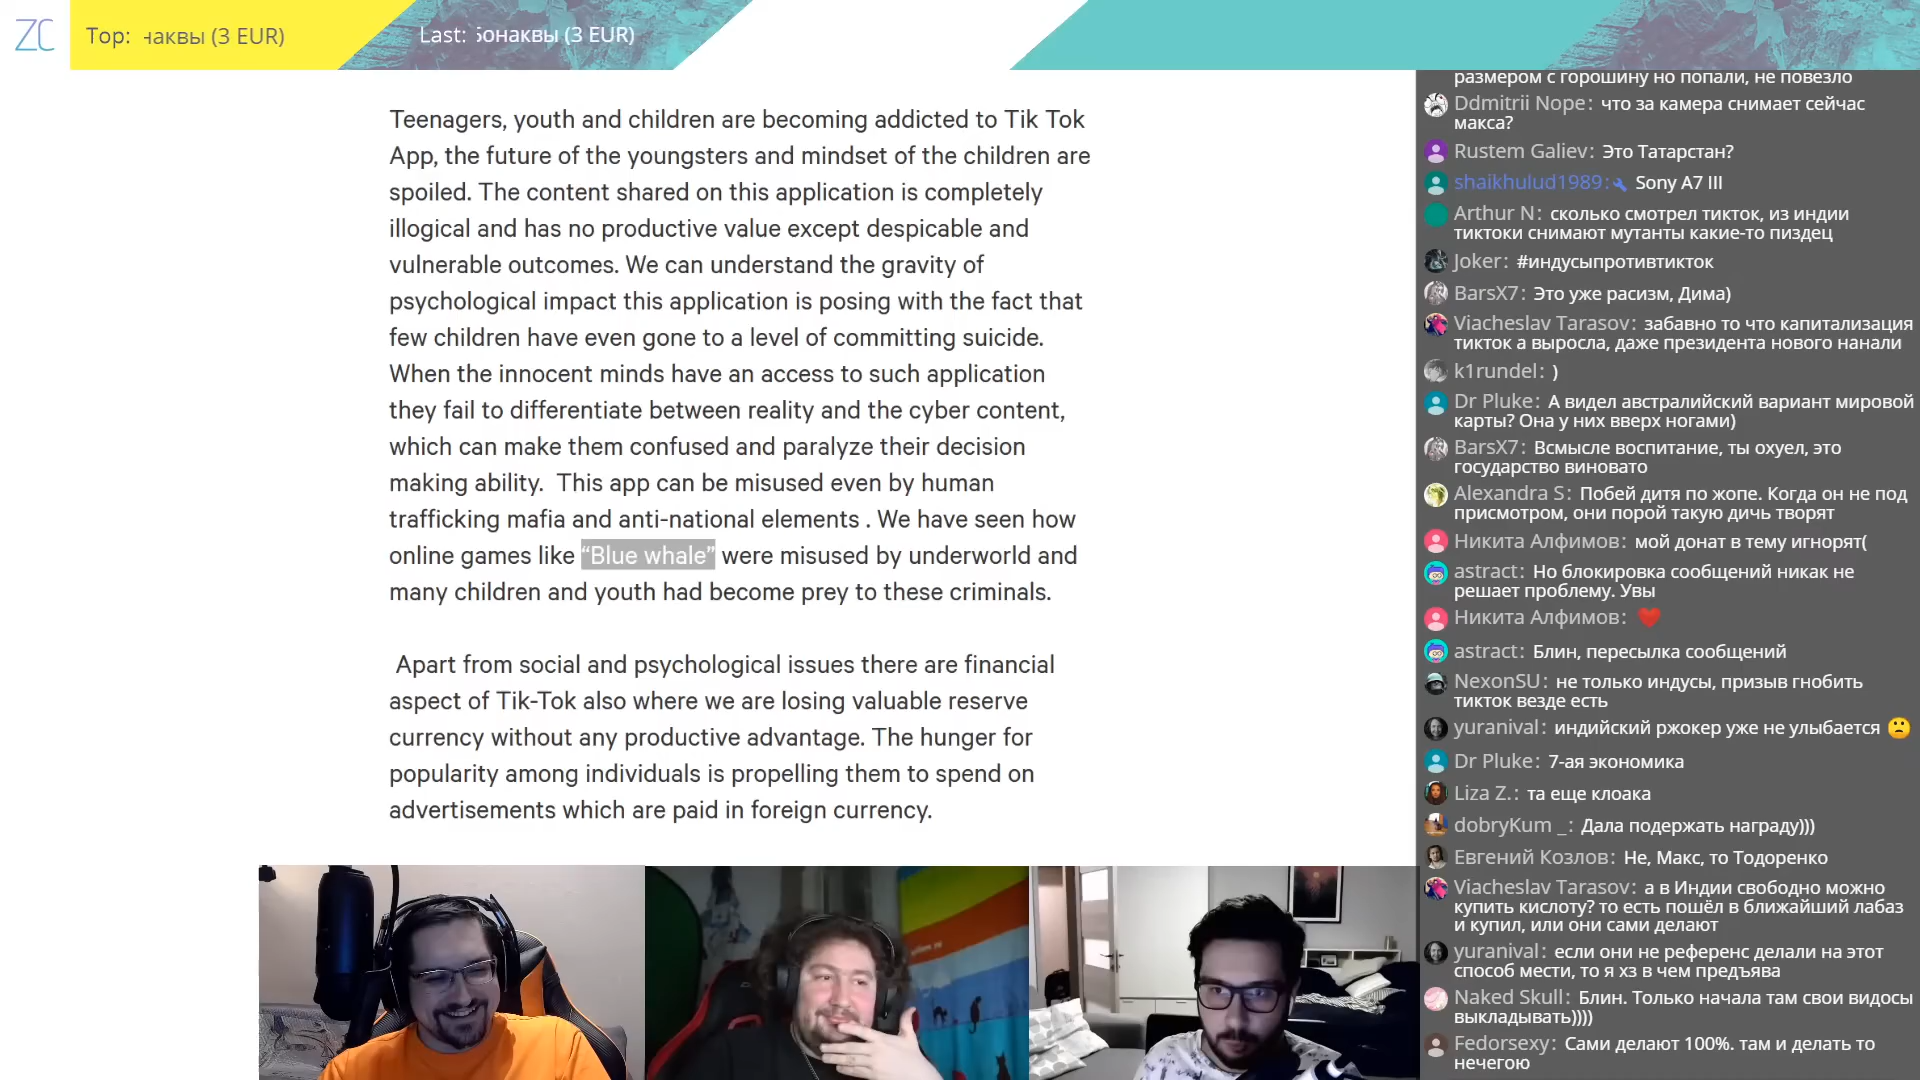 ZC
Top: наквы (3 EUR)
Last: бонаквы (3 EUR)
Teenagers, youth and children are becoming addicted to Tik Tok
App, the future of the youngsters and mindset of the children are
spoiled. The content shared on this application is completely
illogical and has no productive value except despicable and
vulnerable outcomes. We can understand the gravity of
psychological impact this application is posing with the fact that
few children have even gone to a level of committing suicide.
When the innocent minds have an access to such application
they fail to differentiate between reality and the cyber content,
which can make them confused and paralyze their decision
making ability.  This app can be misused even by human
trafficking mafia and anti-national elements . We have seen how
online games like “Blue whale” were misused by underworld and
many children and youth had become prey to these criminals.
Apart from social and psychological issues there are financial
aspect of Tik-Tok also where we are losing valuable reserve
currency without any productive advantage. The hunger for
popularity among individuals is propelling them to spend on
advertisements which are paid in foreign currency.
размером с горошину но попали, не повезло
Ddmitrii Nope: что за камера снимает сейчас
макса?
Rustem Galiev: Это Татарстан?
shaikhulud1989: Sony A7 III
Arthur N: сколько смотрел тикток, из индии
тиктоки снимают мутанты какие-то пиздец
Joker: #индусыпротивтикток
BarsX7: Это уже расизм, Дима)
Viacheslav Tarasov: забавно то что капитализация
тикток а выросла, даже президента нового нанали
k1rundel: )
Dr Pluke: А видел австралийский вариант мировой
карты? Она у них вверх ногами)
BarsX7: Всмысле воспитание, ты охуел, это
государство виновато
Alexandra S: Побей дитя по жопе. Когда он не под
присмотром, они порой такую дичь творят
Никита Алфимов: мой донат в тему игнорят(
astract: Но блокировка сообщений никак не
решает проблему. Увы
Никита Алфимов: ❤️
astract: Блин, пересылка сообщений
NexonSU: не только индусы, призыв гнобить
тикток везде есть
yuranival: индийский ржокер уже не улыбается 🙁
Dr Pluke: 7-ая экономика
Liza Z.: та еще клоака
dobryKum _: Дала подержать награду)))
Евгений Козлов: Не, Макс, то Тодоренко
Viacheslav Tarasov: а в Индии свободно можно
купить кислоту? то есть пошёл в ближайший лабаз
и купил, или они сами делают
yuranival: если они не референс делали на этот
способ мести, то я хз в чем предъява
Naked Skull: Блин. Только начала там свои видосы
выкладывать))))
Fedorsexy: Сами делают 100%. там и делать то
нечегою